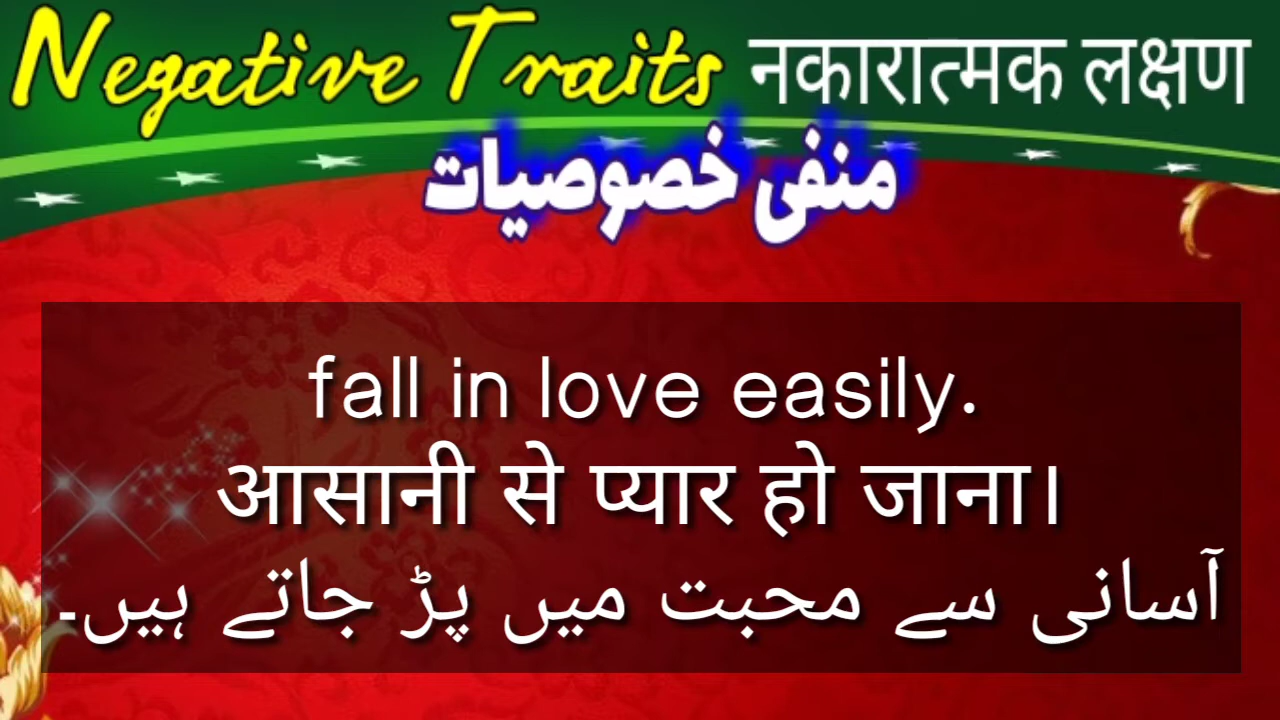 Negative Traits नकारात्मक लक्षण
منفی خصوصیات
fall in love easily.
आसानी से प्यार हो जाना।
آسانی سے محبت میں پڑ جاتے ہیں۔